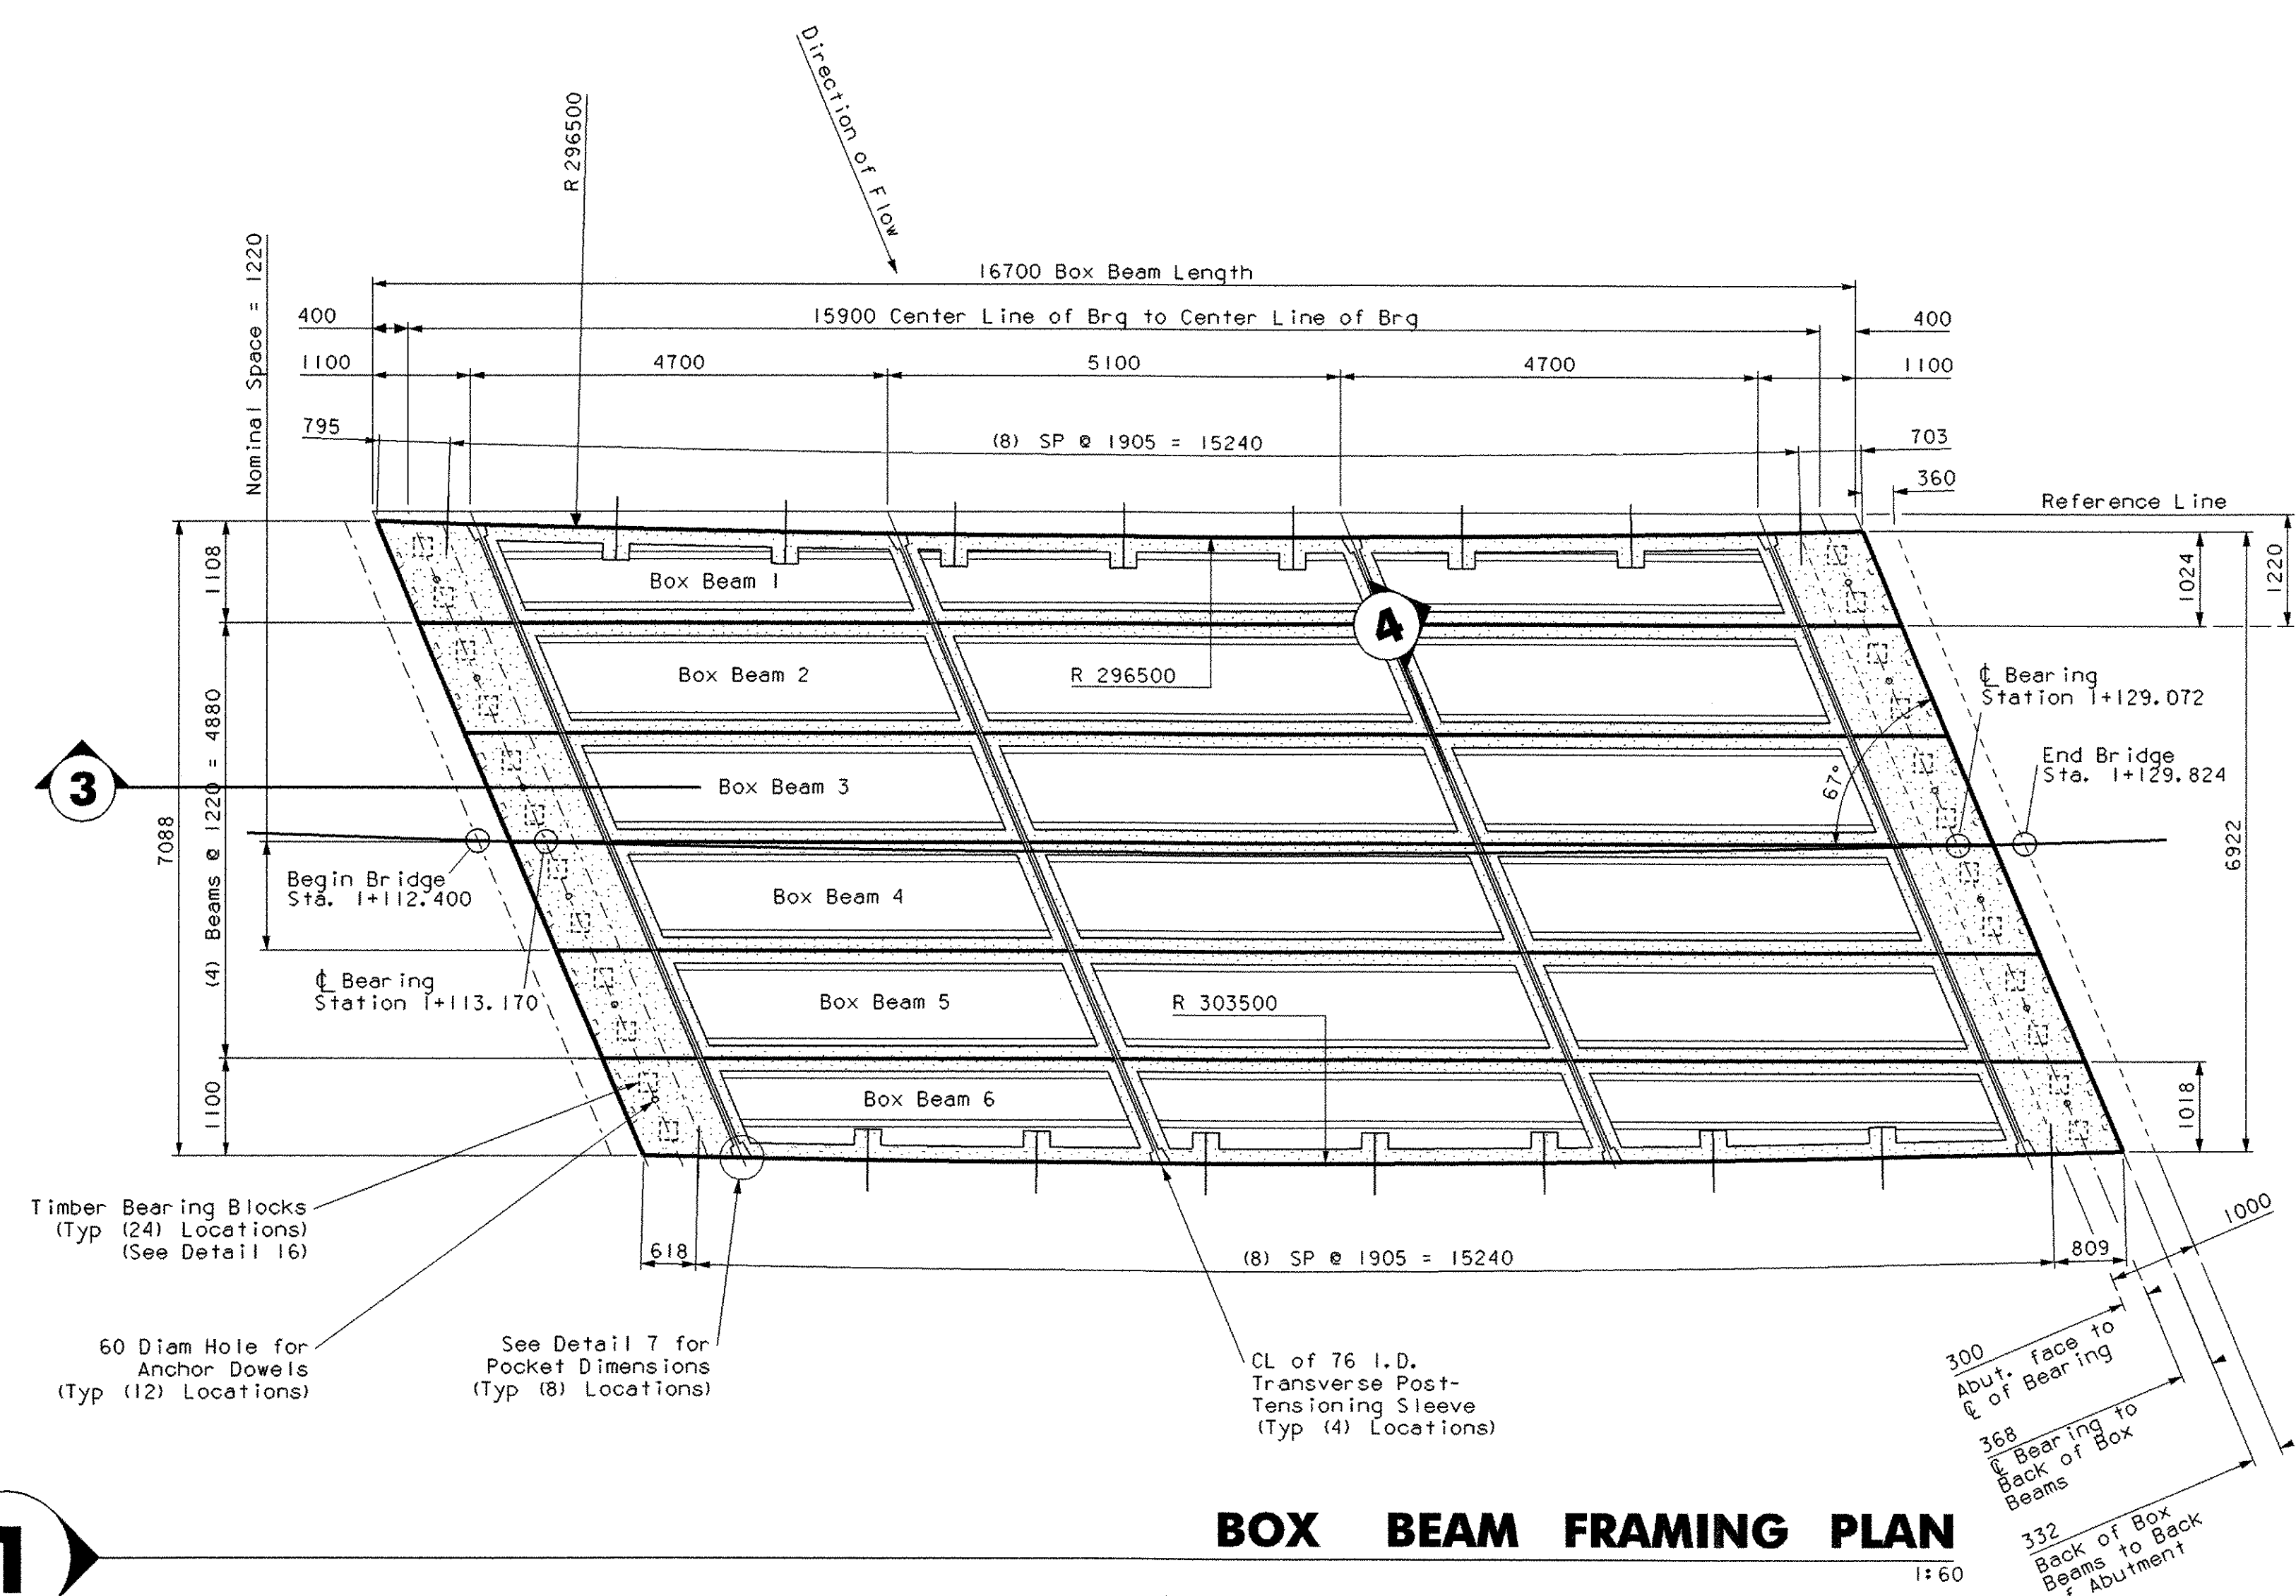 Direction of Flow
R 296500
Nominal Space = 1220
16700 Box Beam Length
400
15900 Center Line of Brg to Center Line of Brg
400
1100
4700
5100
4700
1100
795
(8) SP @ 1905 = 15240
703
360
Reference Line
1108
1024
1220
Box Beam 1
4
Box Beam 2
R 296500
℄ Bearing
Station 1+129.072
3
Box Beam 3
67°
End Bridge
Sta. 1+129.824
7088
(4) Beams @ 1220 = 4880
6922
Begin Bridge
Sta. 1+112.400
Box Beam 4
℄ Bearing
Station 1+113.170
Box Beam 5
R 303500
1100
Box Beam 6
1018
Timber Bearing Blocks
(Typ (24) Locations)
(See Detail 16)
618
(8) SP @ 1905 = 15240
809
1000
60 Diam Hole for
Anchor Dowels
(Typ (12) Locations)
See Detail 7 for
Pocket Dimensions
(Typ (8) Locations)
CL of 76 I.D.
Transverse Post-
Tensioning Sleeve
(Typ (4) Locations)
300
Abut. face to
℄ of Bearing
368
℄ Bearing to
Back of Box
Beams
332
Back of Box
Beams to Back
Abutment
1
BOX BEAM FRAMING PLAN
1:60